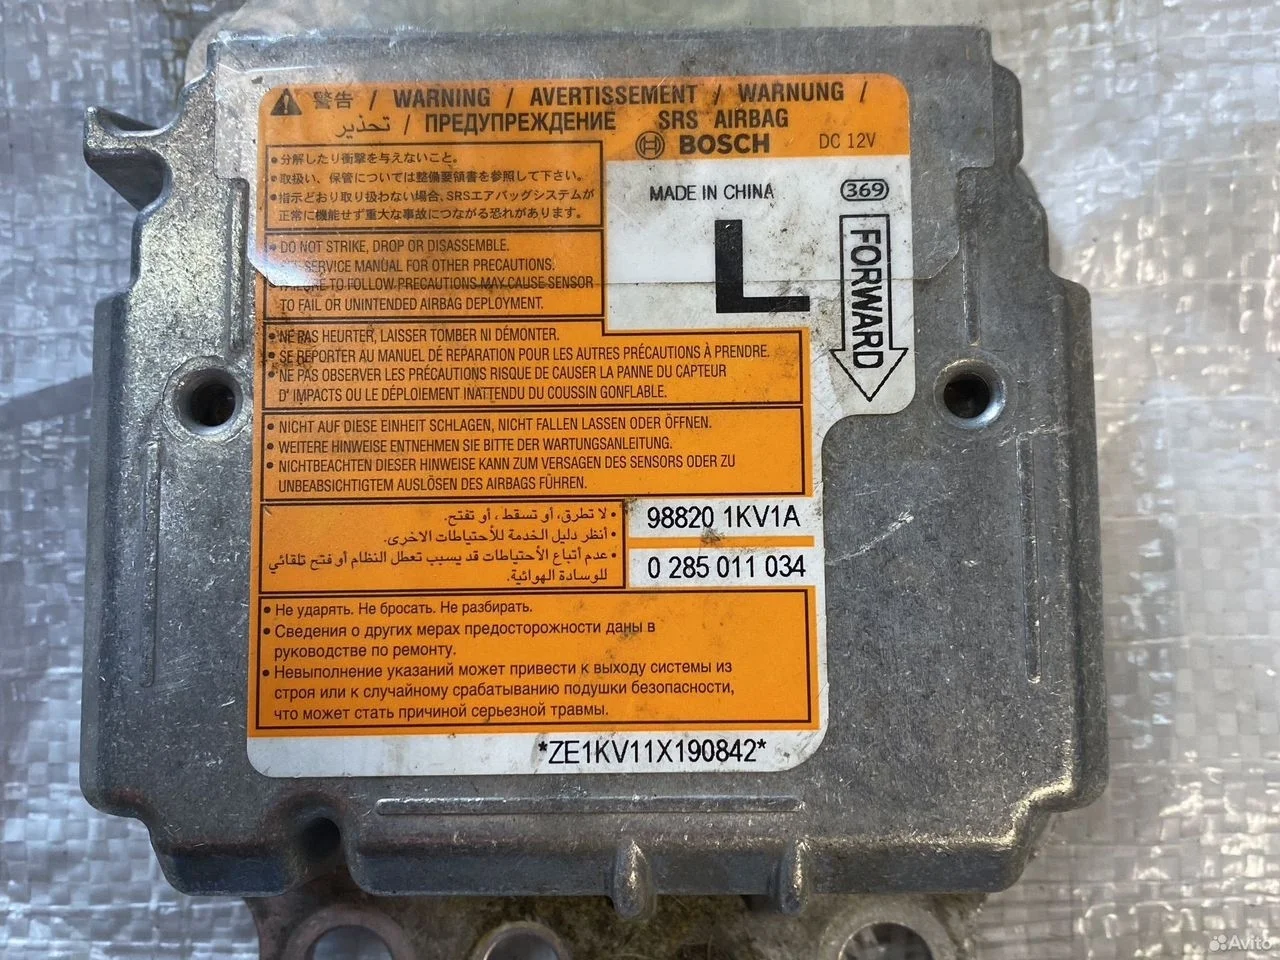 警告 / WARNING / AVERTISSEMENT / WARNUNG /
تحذير / ПРЕДУПРЕЖДЕНИЕ SRS AIRBAG
BOSCH DC 12V
• 分解したり衝撃を与えないこと。
• 取扱い、保管については整備要領書を参照して下さい。
• 指示どおり取り扱わない場合、SRSエアバッグシステムが
正常に機能せず重大な事故につながる恐れがあります。
MADE IN CHINA
369
L
FORWARD
• DO NOT STRIKE, DROP OR DISASSEMBLE.
SERVICE MANUAL FOR OTHER PRECAUTIONS.
TO FOLLOW PRECAUTIONS MAY CAUSE SENSOR
TO FAIL OR UNINTENDED AIRBAG DEPLOYMENT.
• NE PAS HEURTER, LAISSER TOMBER NI DÉMONTER.
• SE REPORTER AU MANUEL DE RÉPARATION POUR LES AUTRES PRÉCAUTIONS À PRENDRE.
• NE PAS OBSERVER LES PRÉCAUTIONS RISQUE DE CAUSER LA PANNE DU CAPTEUR
D' IMPACTS OU LE DÉPLOIEMENT INATTENDU DU COUSSIN GONFLABLE.
• NICHT AUF DIESE EINHEIT SCHLAGEN, NICHT FALLEN LASSEN ODER ÖFFNEN.
• WEITERE HINWEISE ENTNEHMEN SIE BITTE DER WARTUNGSANLEITUNG.
• NICHTBEACHTEN DIESER HINWEISE KANN ZUM VERSAGEN DES SENSORS ODER ZU
UNBEABSICHTIGTEM AUSLÖSEN DES AIRBAGS FÜHREN.
• لا تطرق، أو تسقط ، أو تفتح.
• أنظر دليل الخدمة للأحتياطات الاخرى.
• عدم أتباع الأحتياطات قد يسبب تعطل النظام أو فتح تلقائي
للوسادة الهوائية.
98820 1KV1A
0 285 011 034
• Не ударять. Не бросать. Не разбирать.
• Сведения о других мерах предосторожности даны в
руководстве по ремонту.
• Невыполнение указаний может привести к выходу системы из
строя или к случайному срабатыванию подушки безопасности,
что может стать причиной серьезной травмы.
*ZE1KV11X190842*
Avito